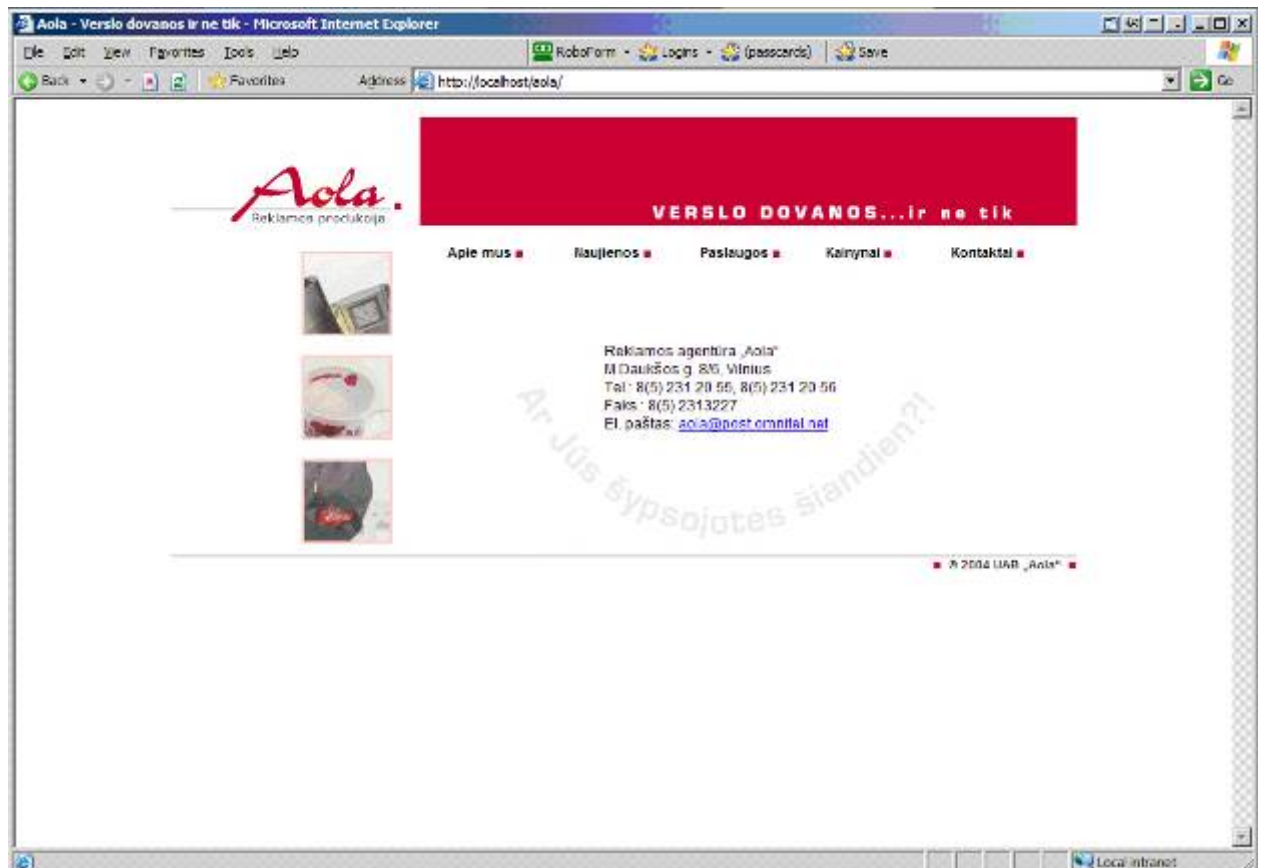 Aola - Verslo dovanos ir ne tik - Microsoft Internet Explorer
File Edit View Favorites Tools Help RoboForm Logins (passcards) Save
Back Favorites Address http://localhost/aola/ Go
Aola.
Reklamos produkcija
VERSLO DOVANOS...ir ne tik
Apie mus Naujienos Paslaugos Kainynai Kontaktai
Reklamos agentūra „Aola“
M.Daukšos g. 8/6, Vilnius
Tel.: 8(5) 231 20 55, 8(5) 231 20 56
Faks.: 8(5) 2313227
El. paštas: aola@post.omnitel.net
Ar Jūs šypsojotės šiandien?!
© 2004 UAB „Aola“
Local intranet